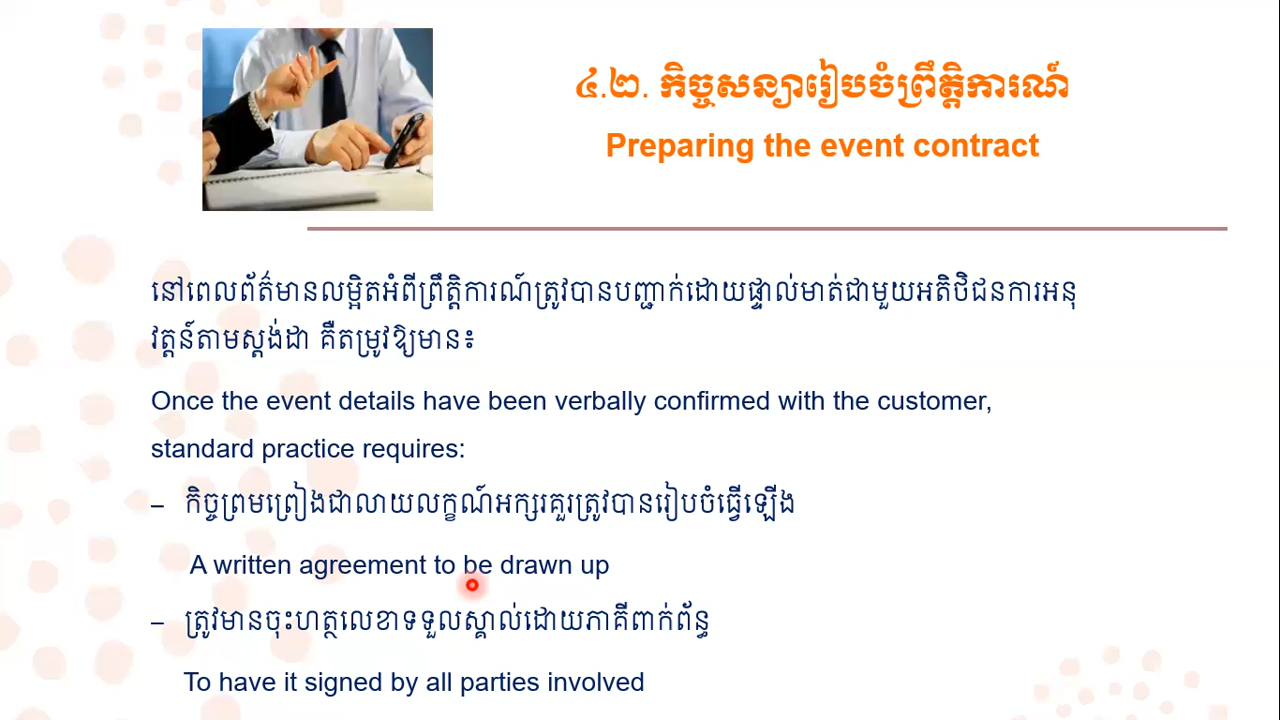 ៤.២. កិច្ចសន្យារៀបចំព្រឹត្តិការណ៍
Preparing the event contract
នៅពេលព័ត៌មានលម្អិតអំពីព្រឹត្តិការណ៍ត្រូវបានបញ្ជាក់ដោយផ្ទាល់មាត់ជាមួយអតិថិជនការអនុ
វត្តន៍តាមស្តង់ដា គឺតម្រូវឱ្យមាន៖
Once the event details have been verbally confirmed with the customer,
standard practice requires:
– កិច្ចព្រមព្រៀងជាលាយលក្ខណ៍អក្សរគួរត្រូវបានរៀបចំធ្វើឡើង
A written agreement to be drawn up
– ត្រូវមានចុះហត្ថលេខាទទួលស្គាល់ដោយភាគីពាក់ព័ន្ធ
To have it signed by all parties involved